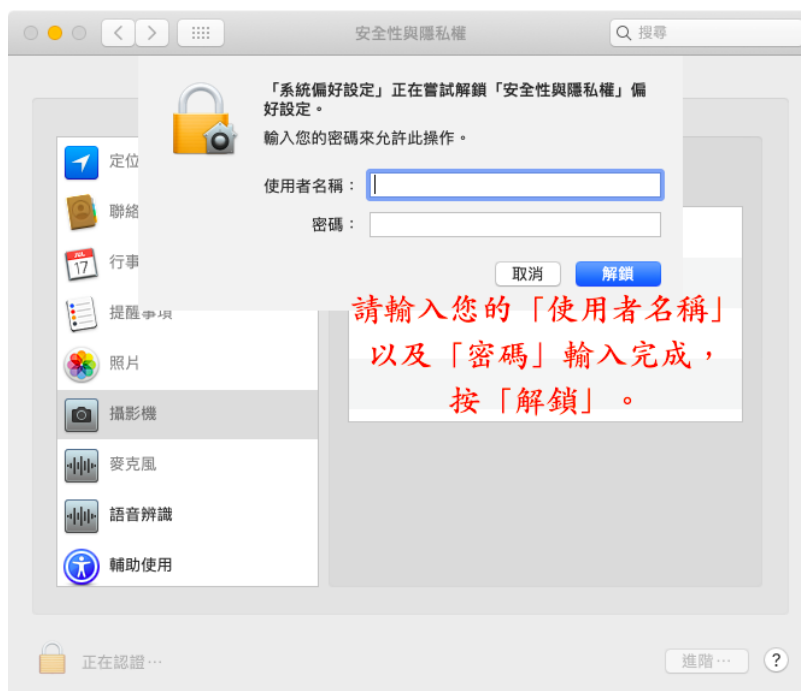 安全性與隱私權
搜尋
「系統偏好設定」正在嘗試解鎖「安全性與隱私權」偏
好設定。
輸入您的密碼來允許此操作。
使用者名稱：
密碼：
取消
解鎖
請輸入您的「使用者名稱」
以及「密碼」輸入完成，
按「解鎖」。
定位
聯絡
JUL
17
行事
提醒事項
照片
攝影機
麥克風
語音辨識
輔助使用
正在認證…
進階…
?